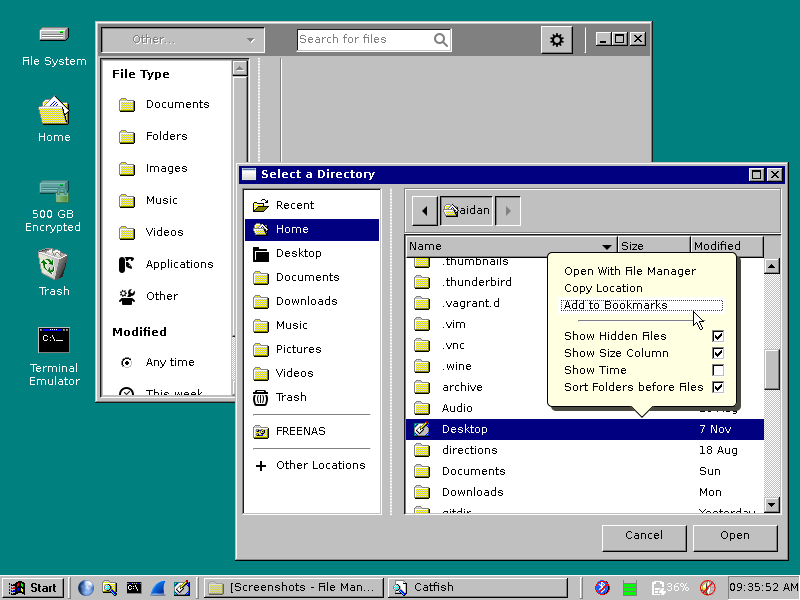 File System
Home
500 GB
Encrypted
Trash
C:\
Terminal
Emulator
Other...
Search for files
File Type
Documents
Folders
Images
Music
Videos
Applications
Other
Modified
Any time
This week
Select a Directory
Recent
Home
Desktop
Documents
Downloads
Music
Pictures
Videos
Trash
FREENAS
Other Locations
aidan
Name Size Modified
.thumbnails
.thunderbird
.vagrant.d
.vim
.vnc
.wine
archive
Audio
Desktop 7 Nov
directions 18 Aug
Documents Sun
Downloads Mon
gitdir Yesterday
Open With File Manager
Copy Location
Add to Bookmarks
Show Hidden Files
Show Size Column
Show Time
Sort Folders before Files
Cancel Open
Start [Screenshots - File Man... Catfish 36% 09:35:52 AM